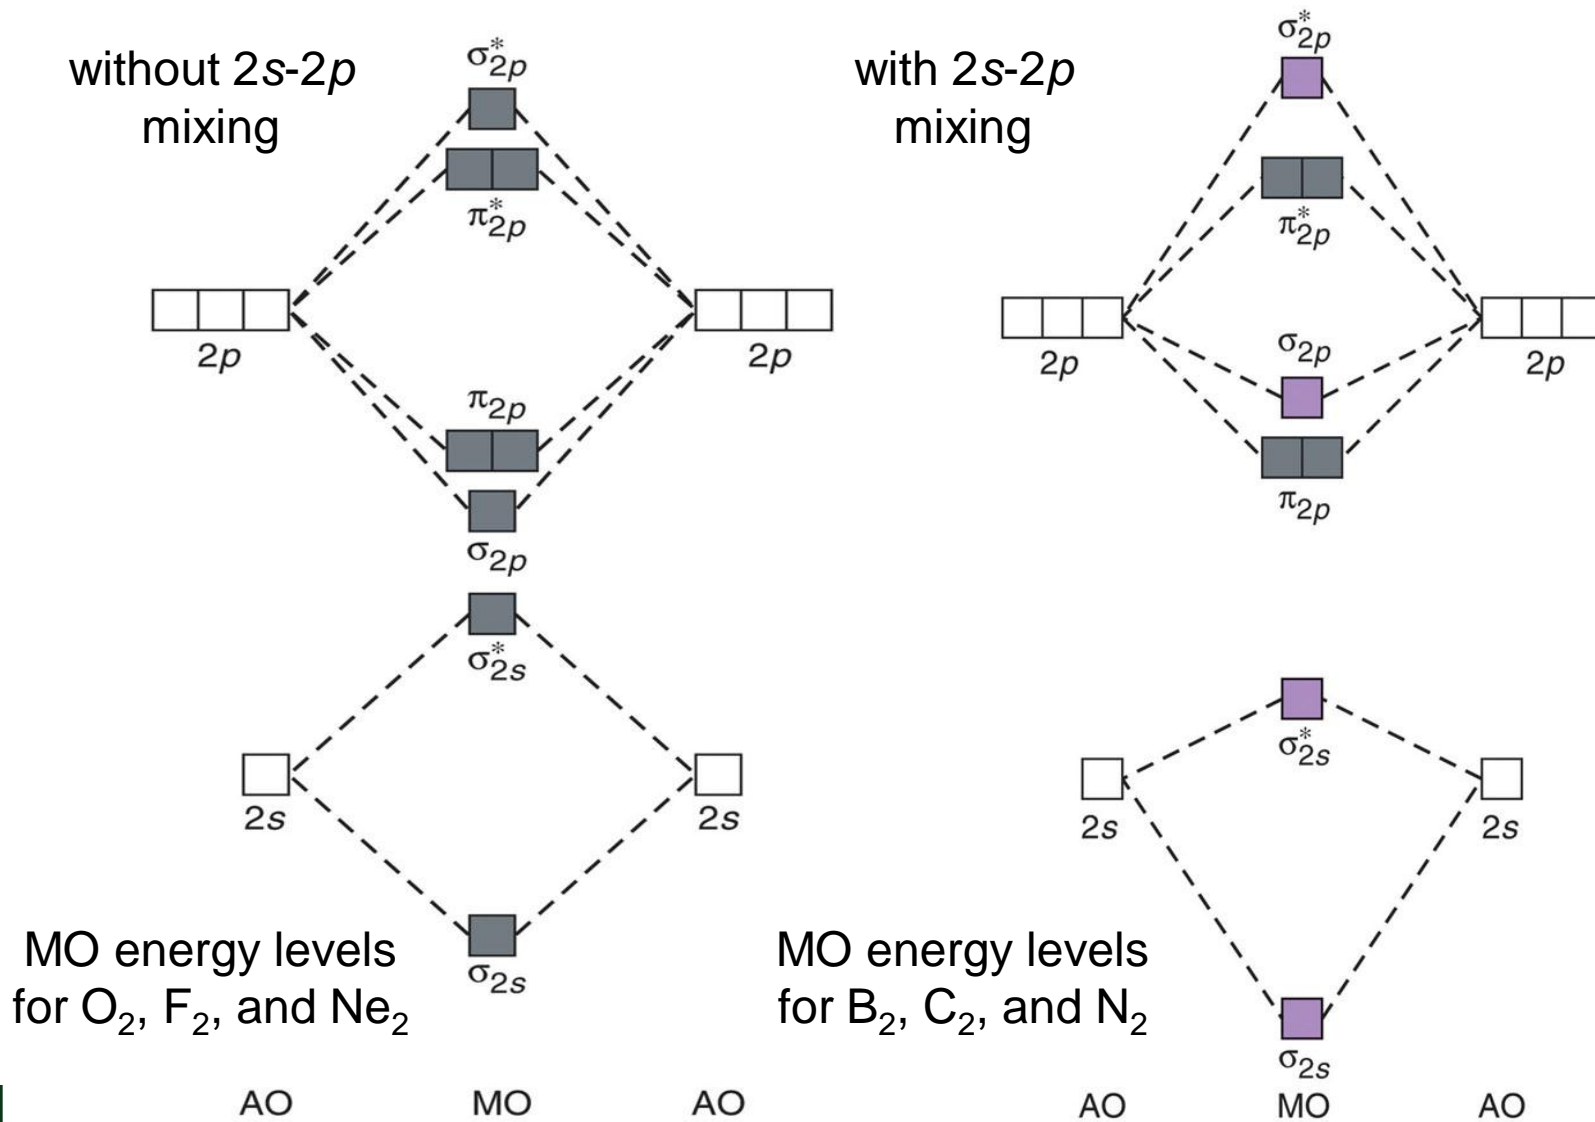 without 2s-2p
mixing
σ*2p
π*2p
2p
2p
π2p
σ2p
σ*2s
2s
2s
σ2s
MO energy levels
for O2, F2, and Ne2
AO
MO
AO
with 2s-2p
mixing
σ*2p
π*2p
2p
σ2p
2p
π2p
σ*2s
2s
2s
MO energy levels
for B2, C2, and N2
σ2s
AO
MO
AO